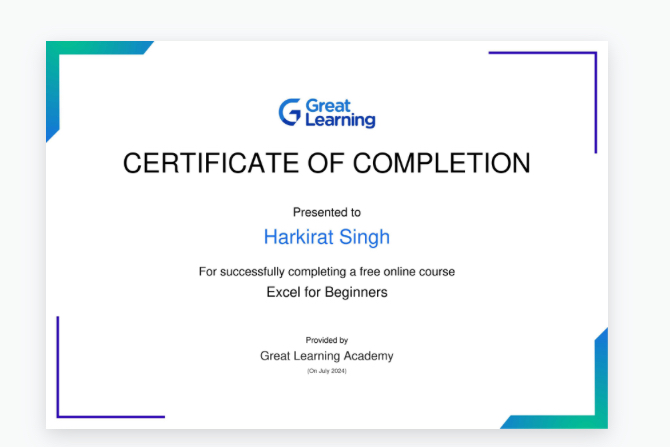 Great
Learning
CERTIFICATE OF COMPLETION
Presented to
Harkirat Singh
For successfully completing a free online course
Excel for Beginners
Provided by
Great Learning Academy
(On July 2024)